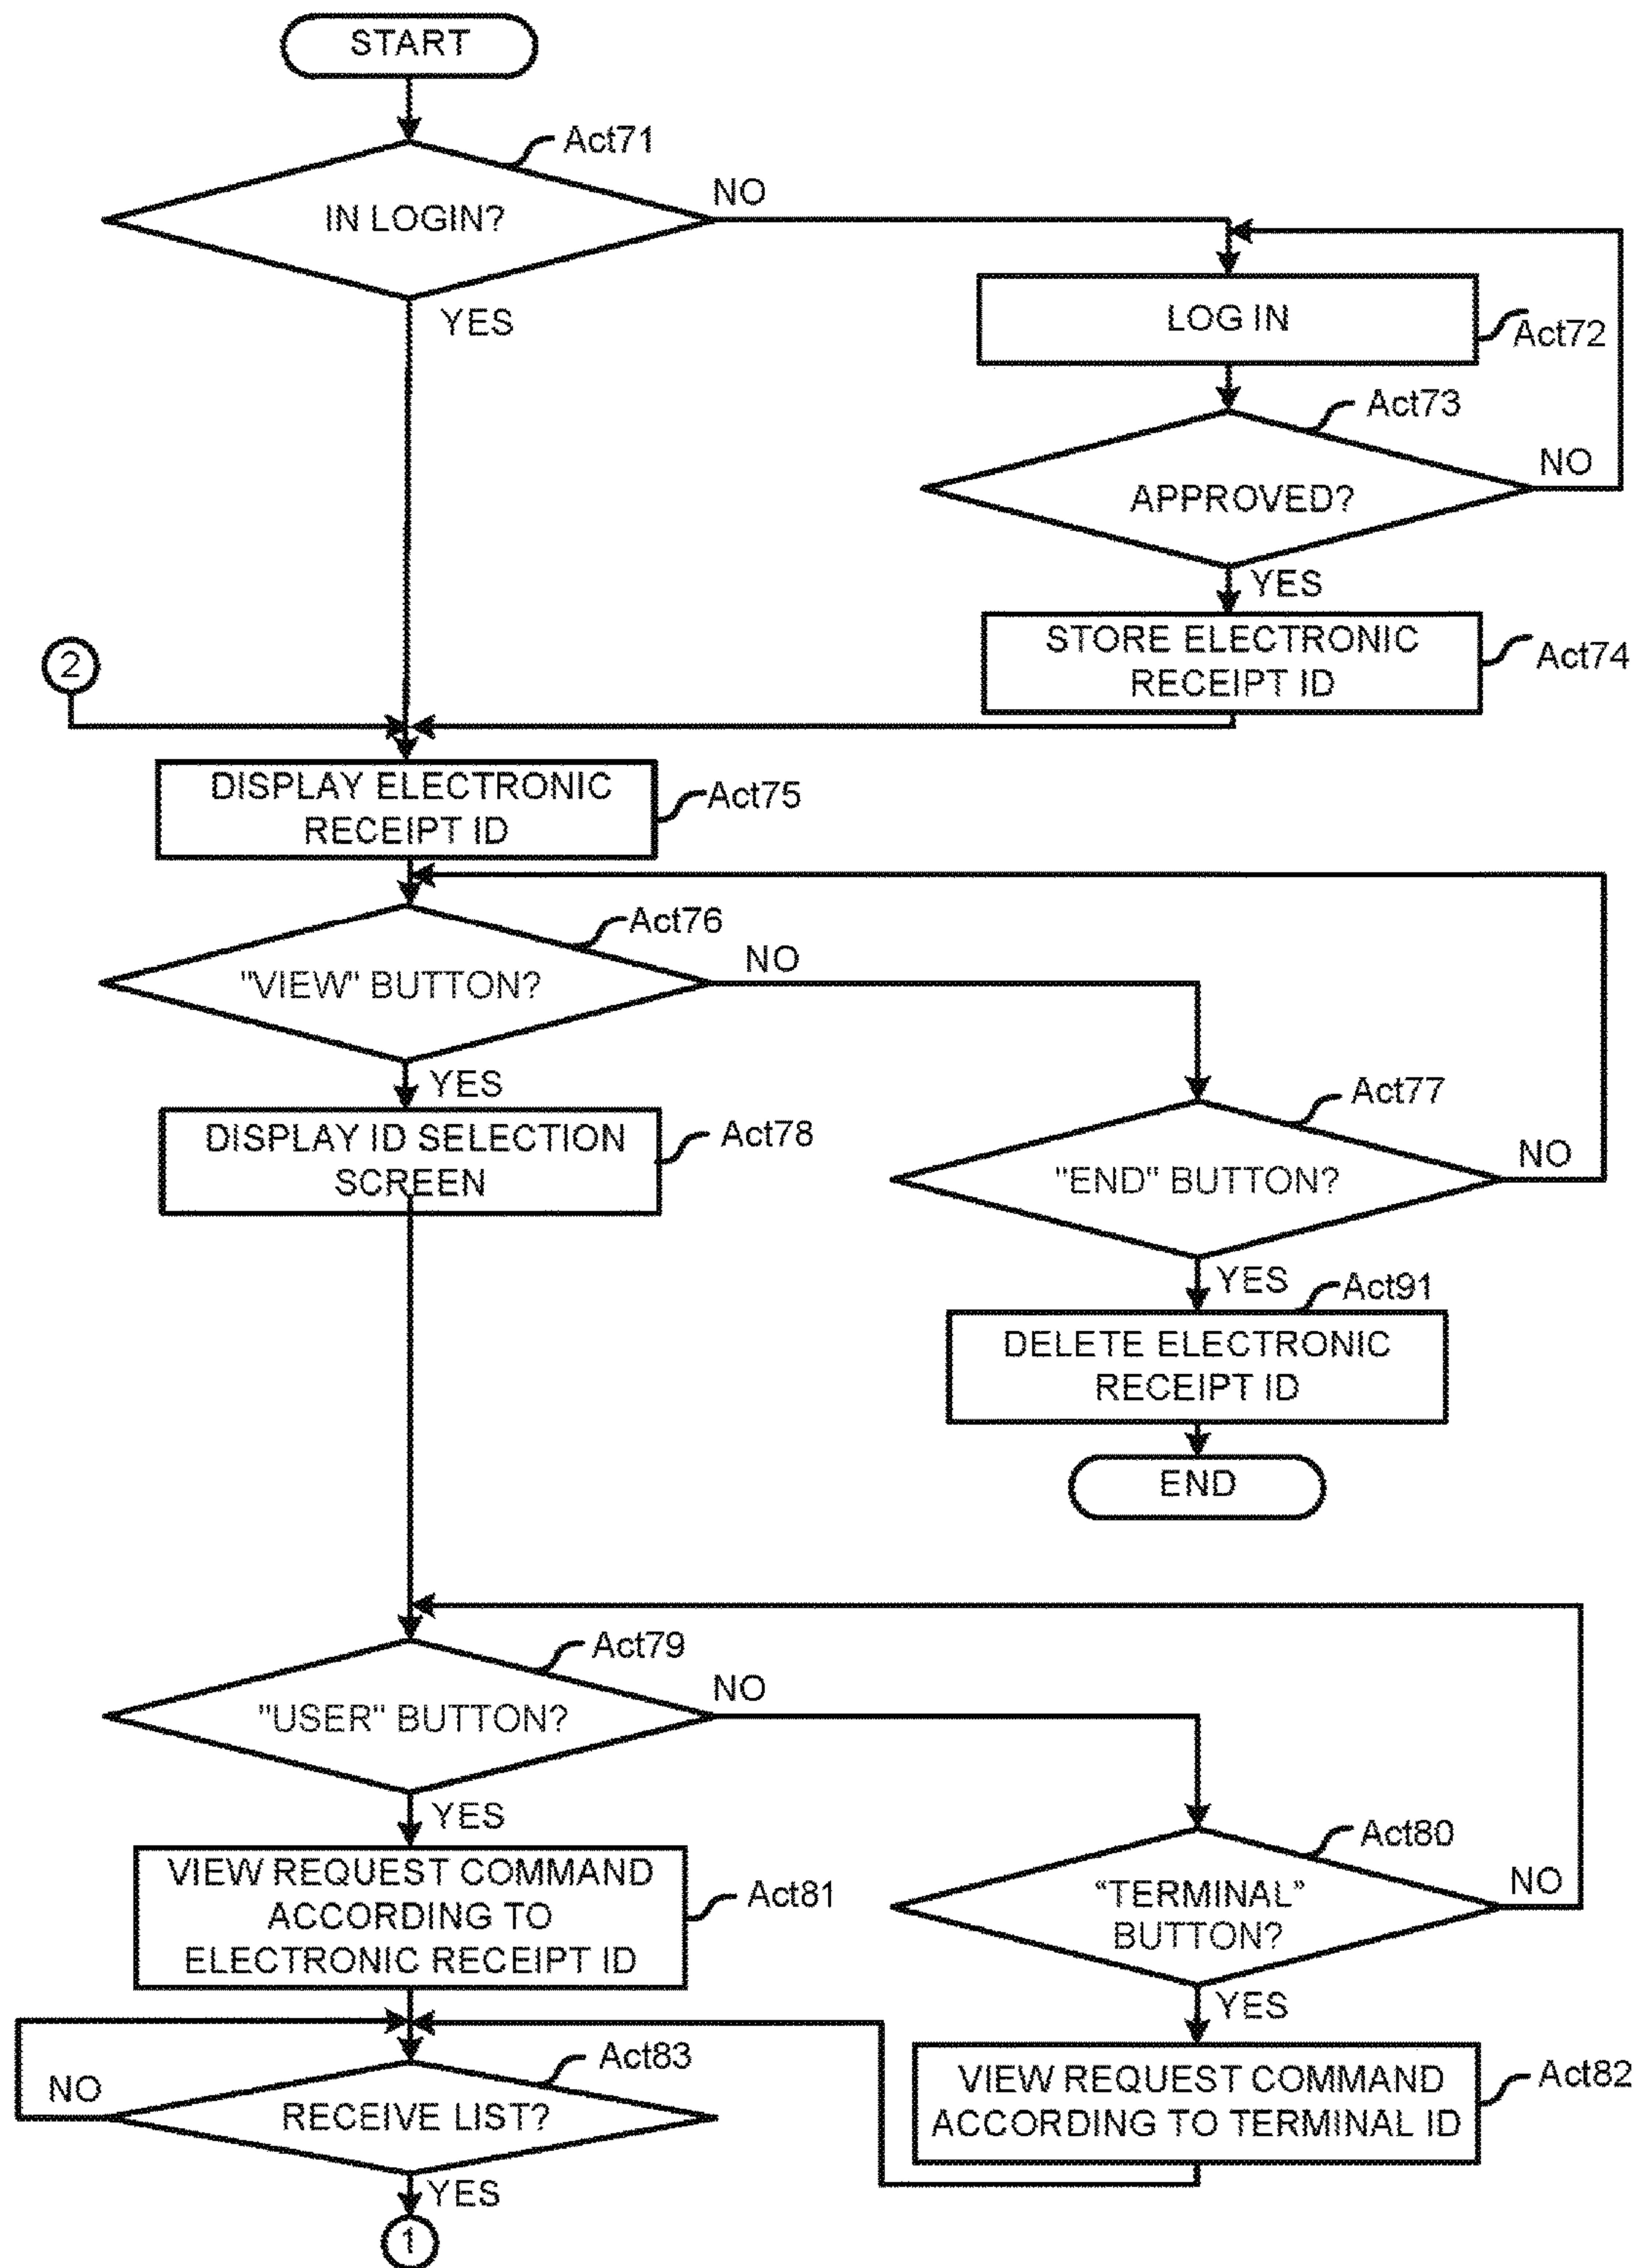 START
Act71
IN LOGIN?
NO
YES
LOG IN
Act72
Act73
APPROVED?
NO
YES
STORE ELECTRONIC
RECEIPT ID
Act74
2
DISPLAY ELECTRONIC
RECEIPT ID
Act75
Act76
"VIEW" BUTTON?
NO
YES
DISPLAY ID SELECTION
SCREEN
Act78
Act77
"END" BUTTON?
NO
YES
Act91
DELETE ELECTRONIC
RECEIPT ID
END
Act79
"USER" BUTTON?
NO
YES
VIEW REQUEST COMMAND
ACCORDING TO
ELECTRONIC RECEIPT ID
Act81
Act80
“TERMINAL”
BUTTON?
NO
YES
VIEW REQUEST COMMAND
ACCORDING TO TERMINAL ID
Act82
Act83
RECEIVE LIST?
NO
YES
1